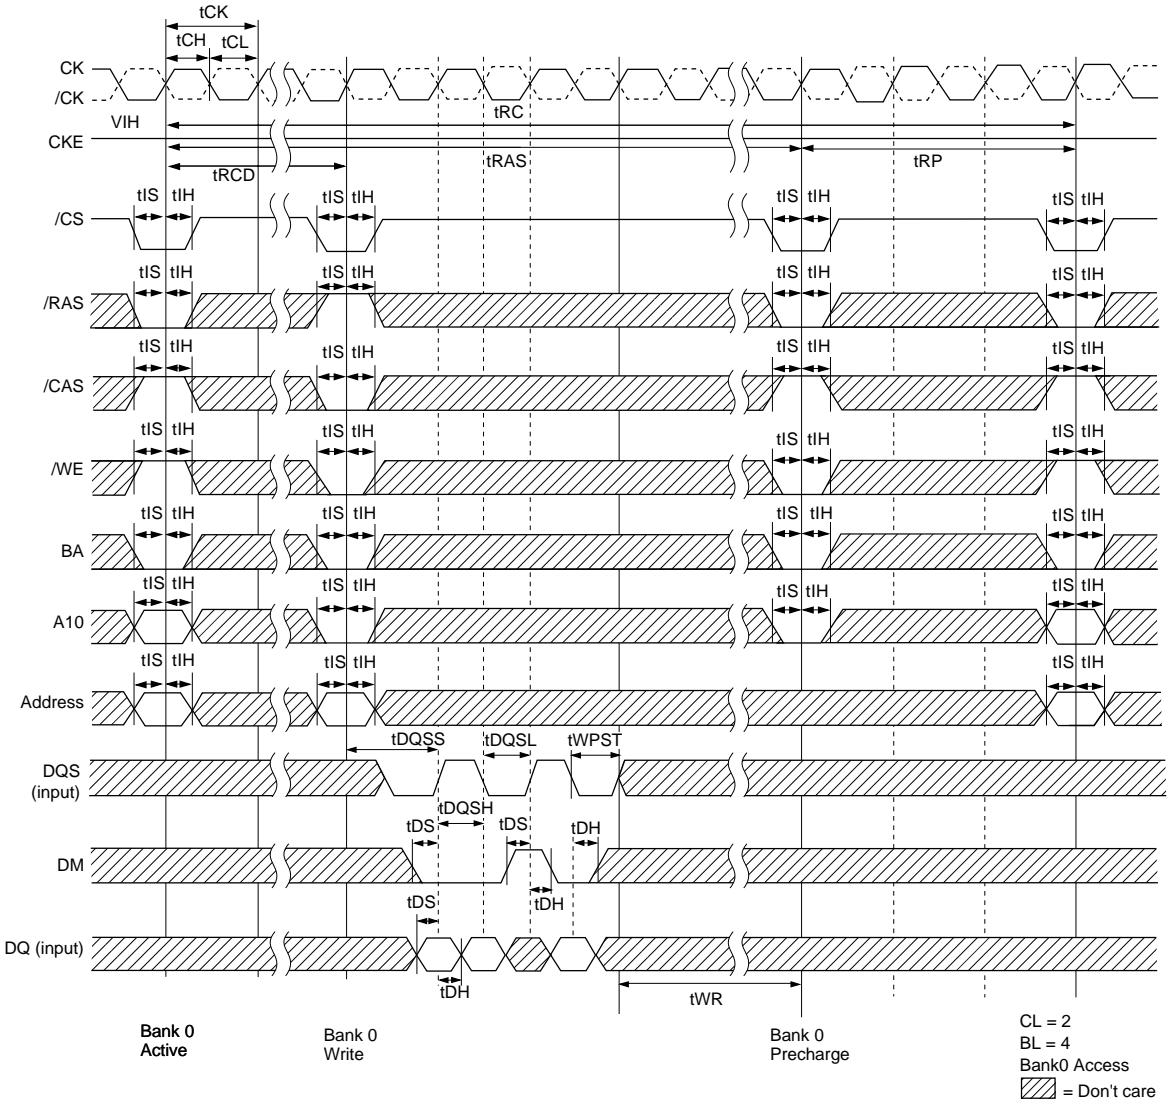 tCK
tCH tCL
CK
/CK
tRC
VIH
CKE
tRAS tRP
tRCD
tIS tIH tIS tIH tIS tIH tIS tIH
/CS
tIS tIH tIS tIH tIS tIH tIS tIH
/RAS
tIS tIH tIS tIH tIS tIH tIS tIH
/CAS
tIS tIH tIS tIH tIS tIH tIS tIH
/WE
tIS tIH tIS tIH tIS tIH tIS tIH
BA
tIS tIH tIS tIH tIS tIH tIS tIH
A10
tIS tIH tIS tIH tIS tIH
Address
tDQSS tDQSL tWPST
DQS
(input)
tDQSH
tDS tDS tDH
DM
tDS tDH
DQ (input)
tDH tWR
Bank 0
Active
Bank 0
Write
Bank 0
Precharge
CL = 2
BL = 4
Bank0 Access
= Don't care